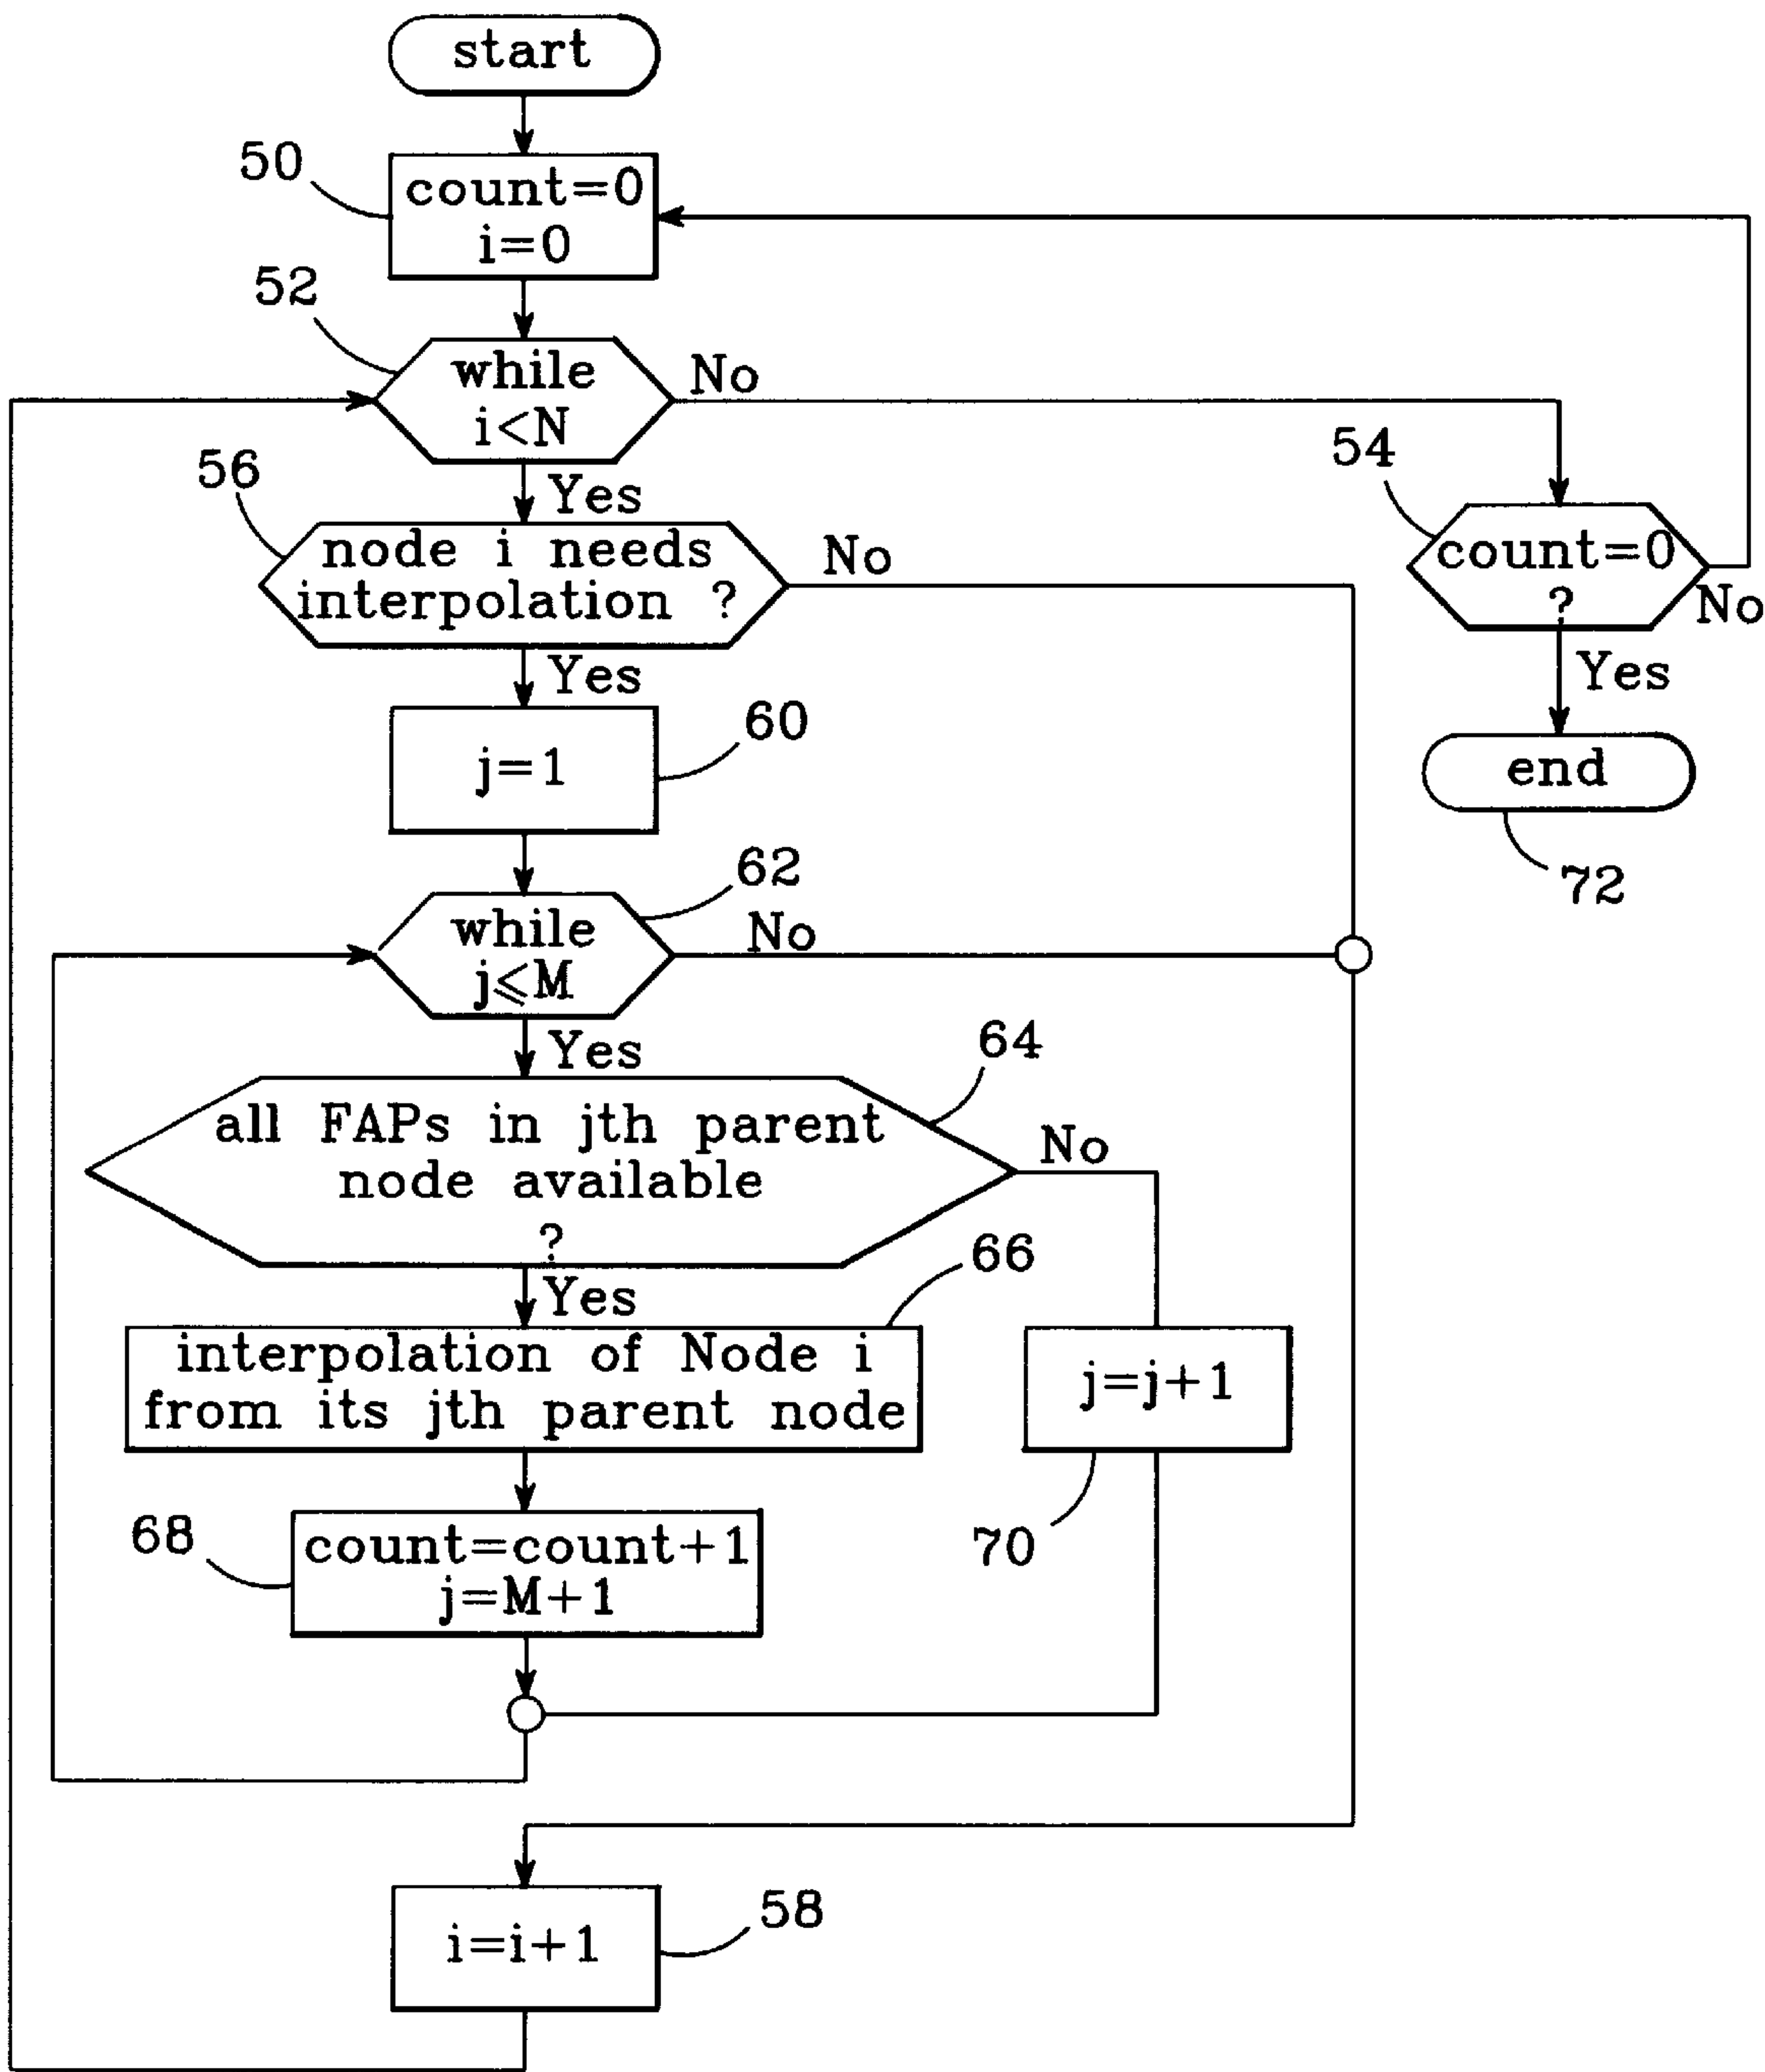 start
50
count=0
i=0
52
while
i<N
No
54
count=0
?
No
Yes
end
72
56
Yes
node i needs
interpolation ?
No
Yes
60
j=1
62
while
j⩽M
No
Yes
64
all FAPs in jth parent
node available
?
No
Yes
66
interpolation of Node i
from its jth parent node
j=j+1
70
68
count=count+1
j=M+1
58
i=i+1